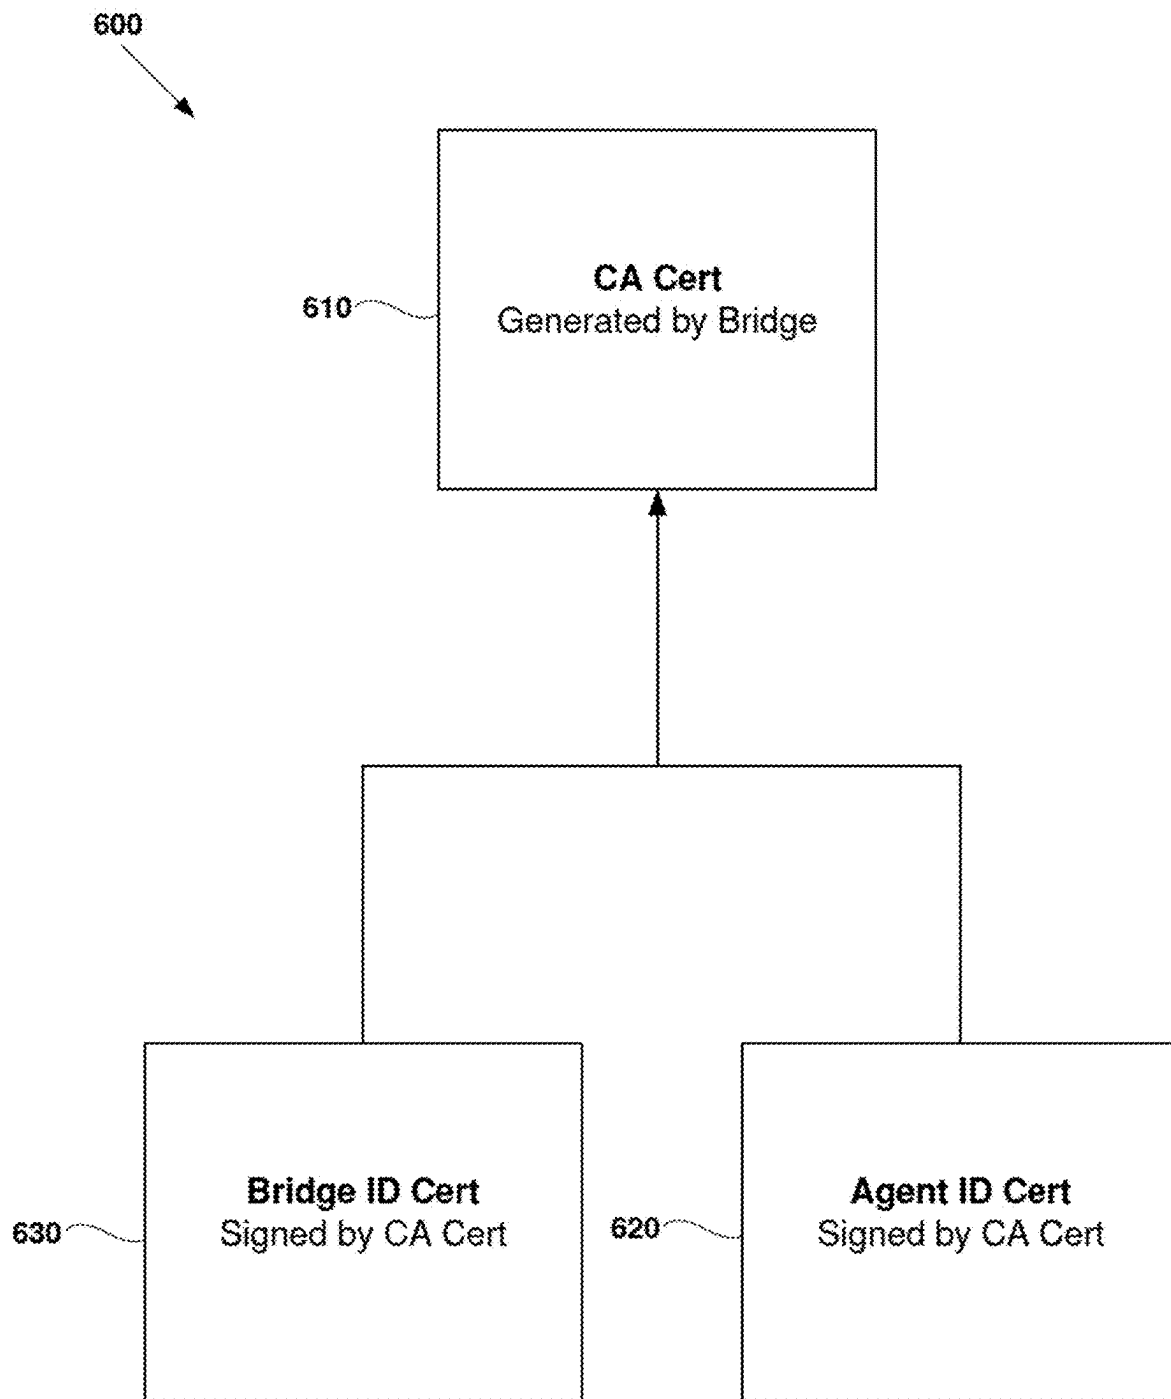 600
CA Cert
610
Generated by Bridge
Bridge ID Cert
630
Signed by CA Cert
Agent ID Cert
620
Signed by CA Cert